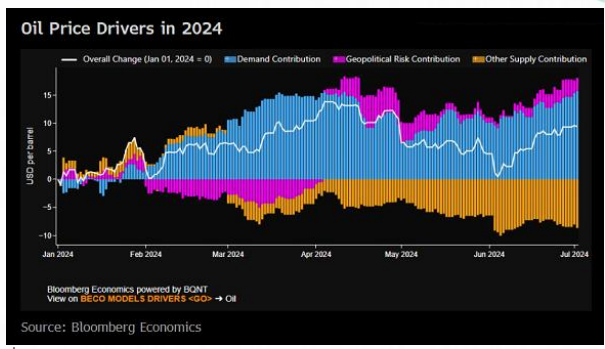 Oil Price Drivers in 2024
Overall Change (Jan 01, 2024 = 0) Demand Contribution Geopolitical Risk Contribution Other Supply Contribution
USD per barrel
15
10
5
0
-5
-10
Jan 2024 Feb 2024 Mar 2024 Apr 2024 May 2024 Jun 2024 Jul 2024
Bloomberg Economics powered by BQNT
View on BECO MODELS DRIVERS <GO> → Oil
Source: Bloomberg Economics